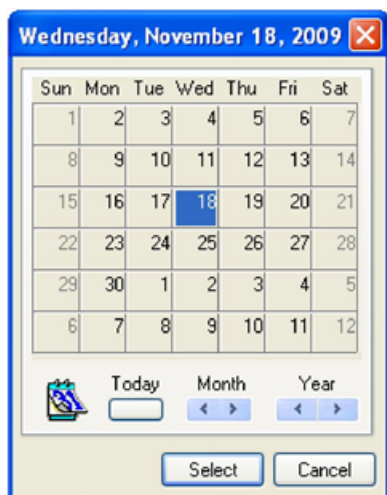 Wednesday, November 18, 2009
Sun Mon Tue Wed Thu Fri Sat
1 2 3 4 5 6 7
8 9 10 11 12 13 14
15 16 17 18 19 20 21
22 23 24 25 26 27 28
29 30 1 2 3 4 5
6 7 8 9 10 11 12
Today Month Year
Select Cancel